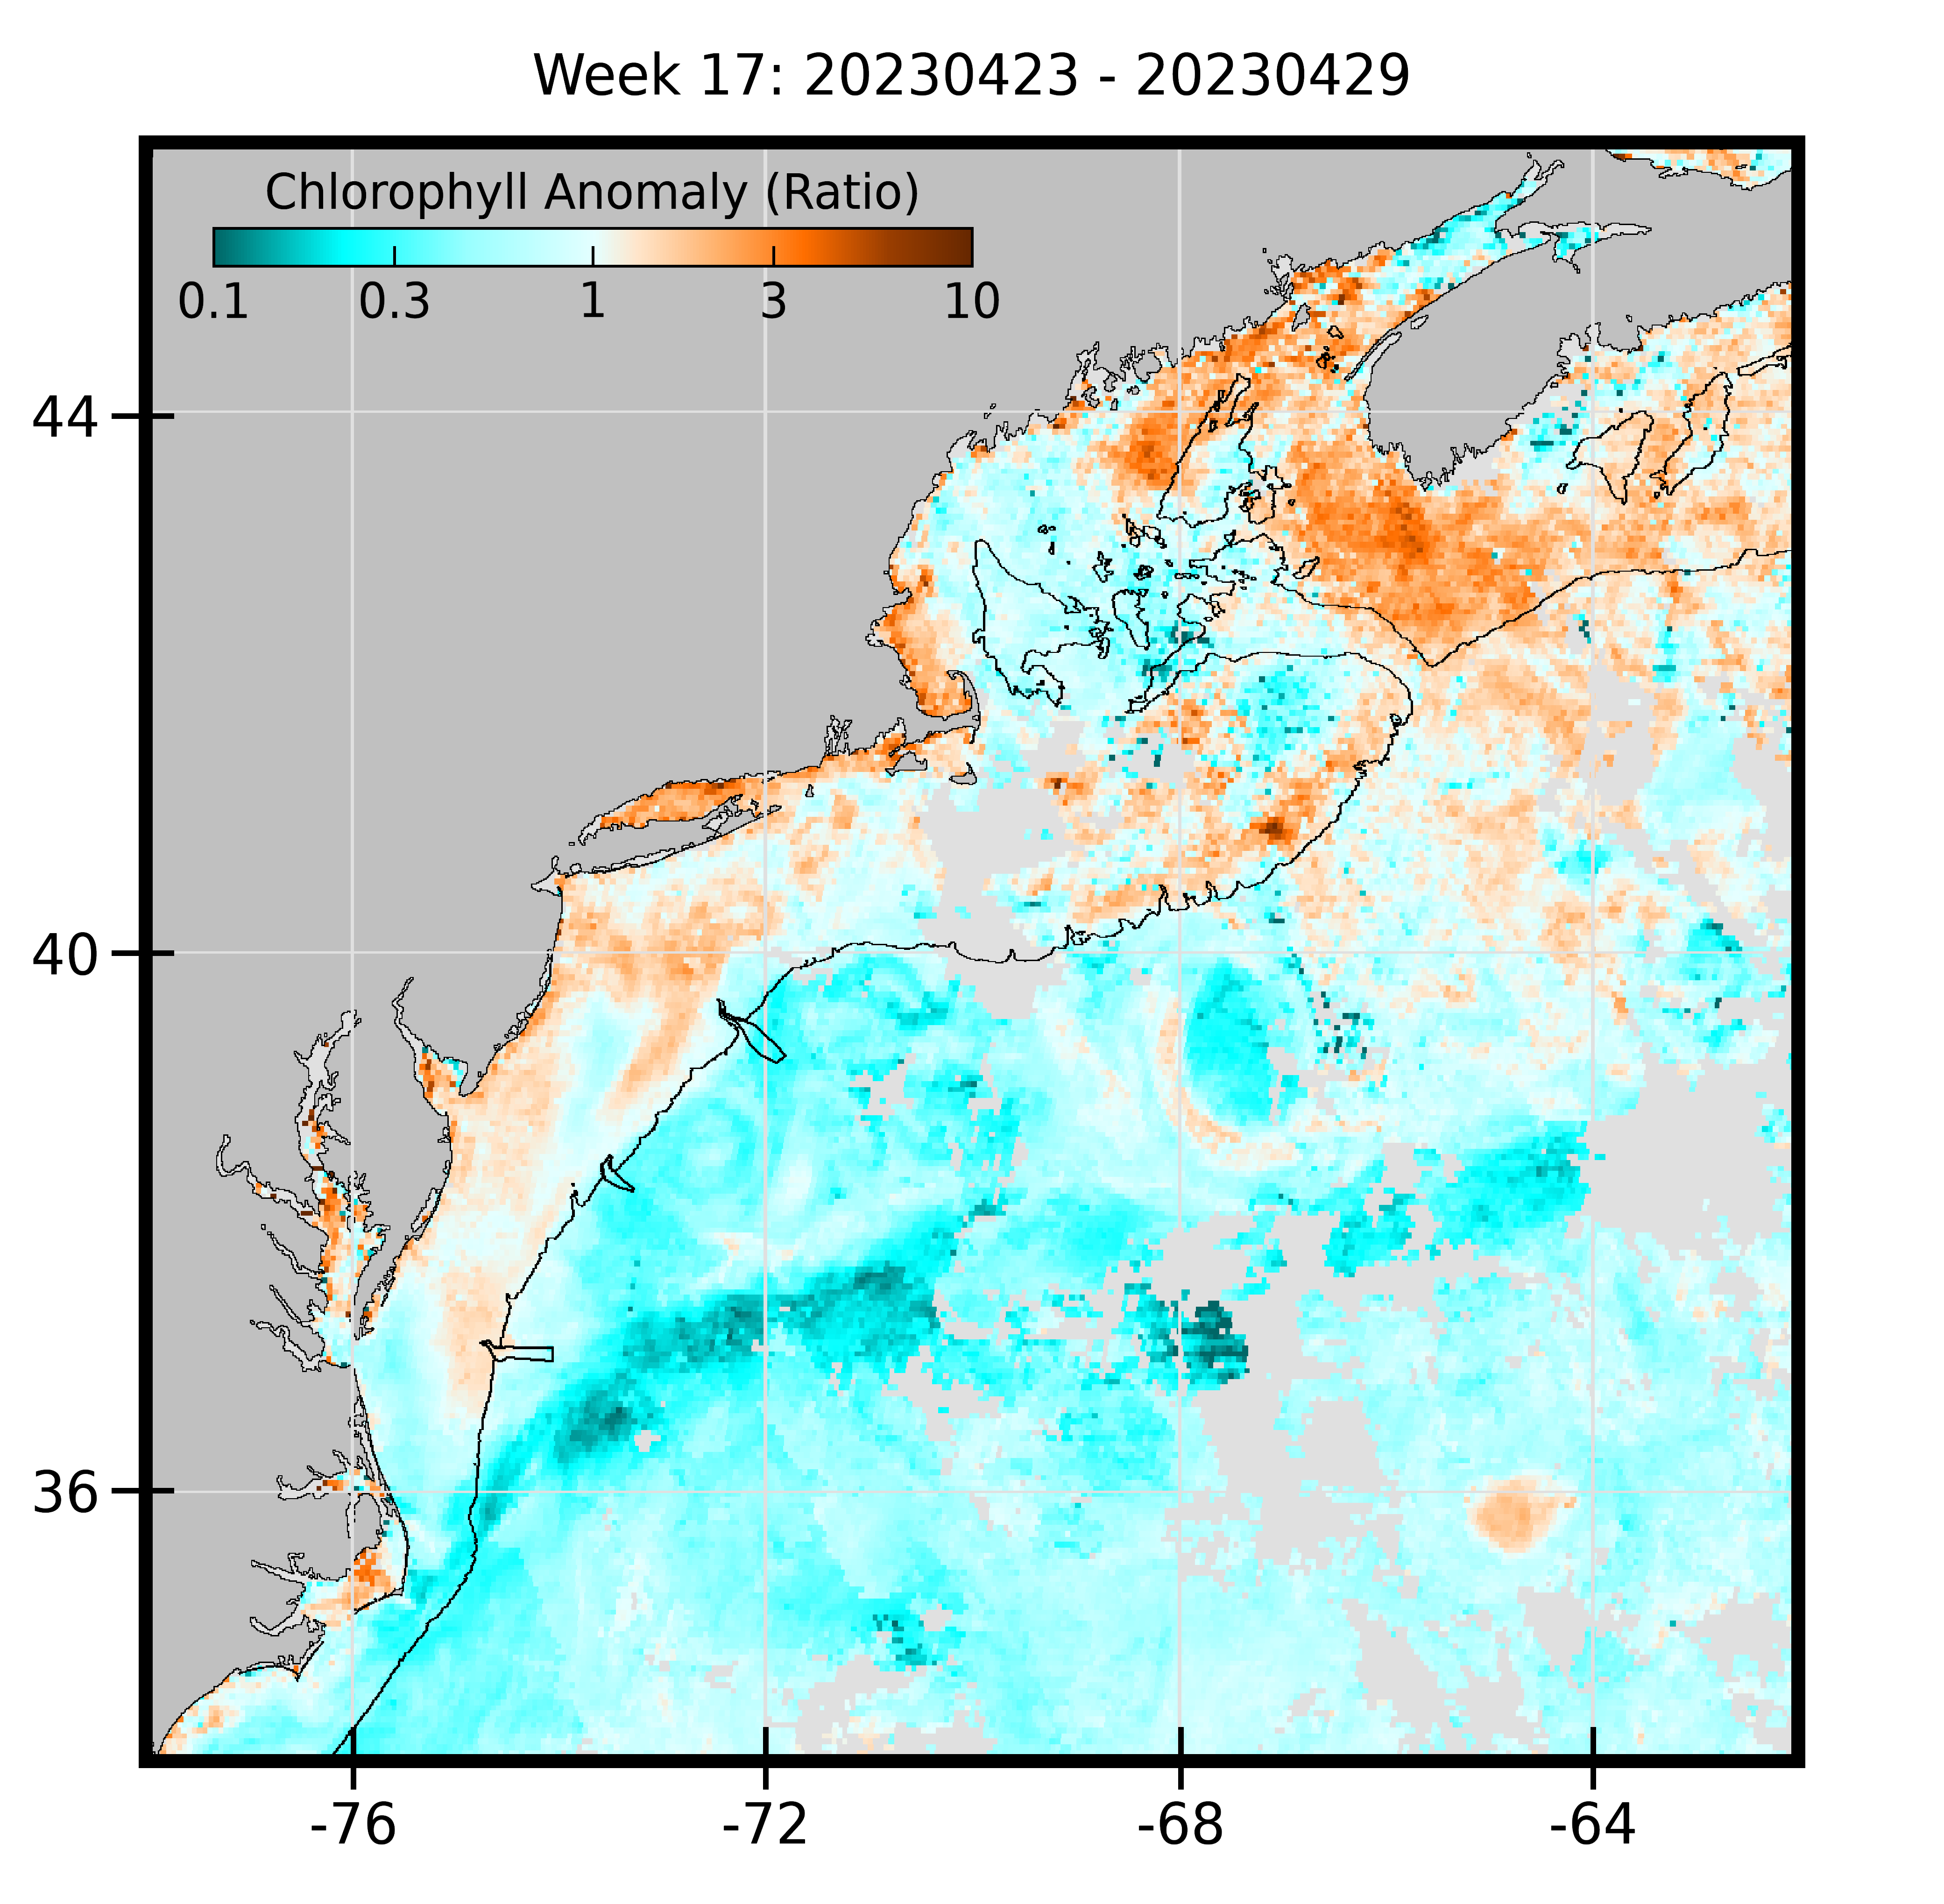 Week 17: 20230423 - 20230429
Chlorophyll Anomaly (Ratio)
0.1 0.3 1 3 10
44
40
36
-76 -72 -68 -64